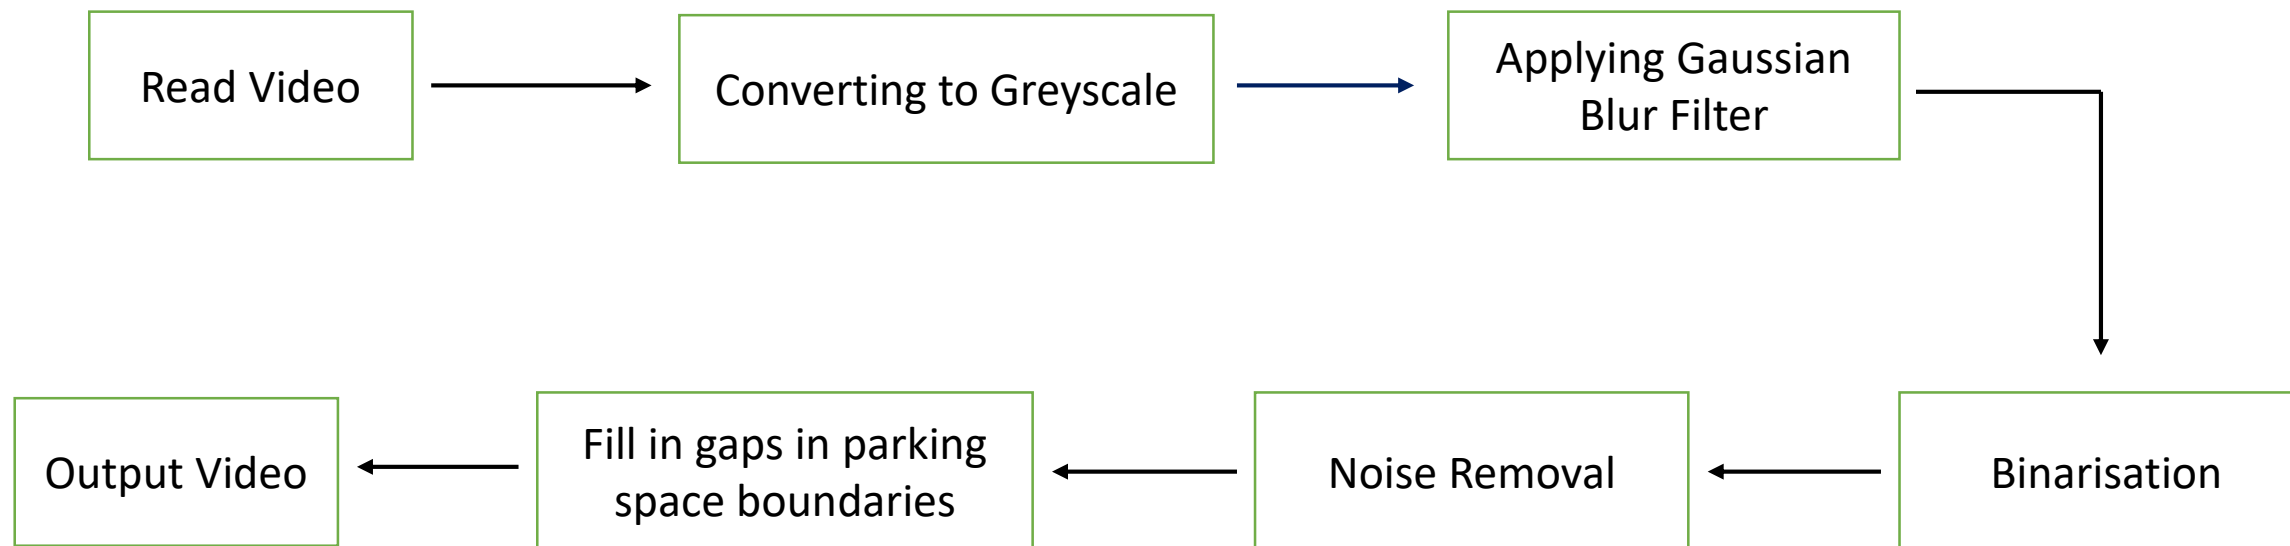 Read Video
Converting to Greyscale
Applying Gaussian
Blur Filter
Binarisation
Noise Removal
Fill in gaps in parking
space boundaries
Output Video